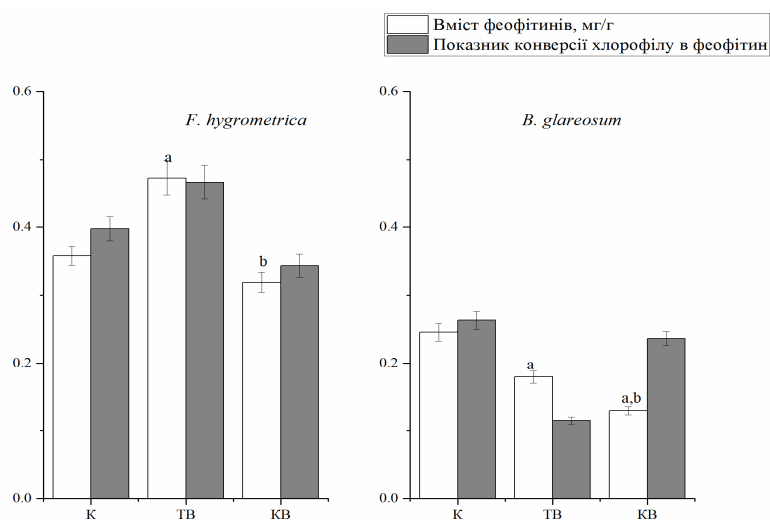 Вміст феофітинів, мг/г
Показник конверсії хлорофілу в феофітин
0.6
0.4
0.2
0.0
F. hygrometrica
a
b
К
ТВ
КВ
0.6
0.4
0.2
0.0
B. glareosum
a
a,b
К
ТВ
КВ